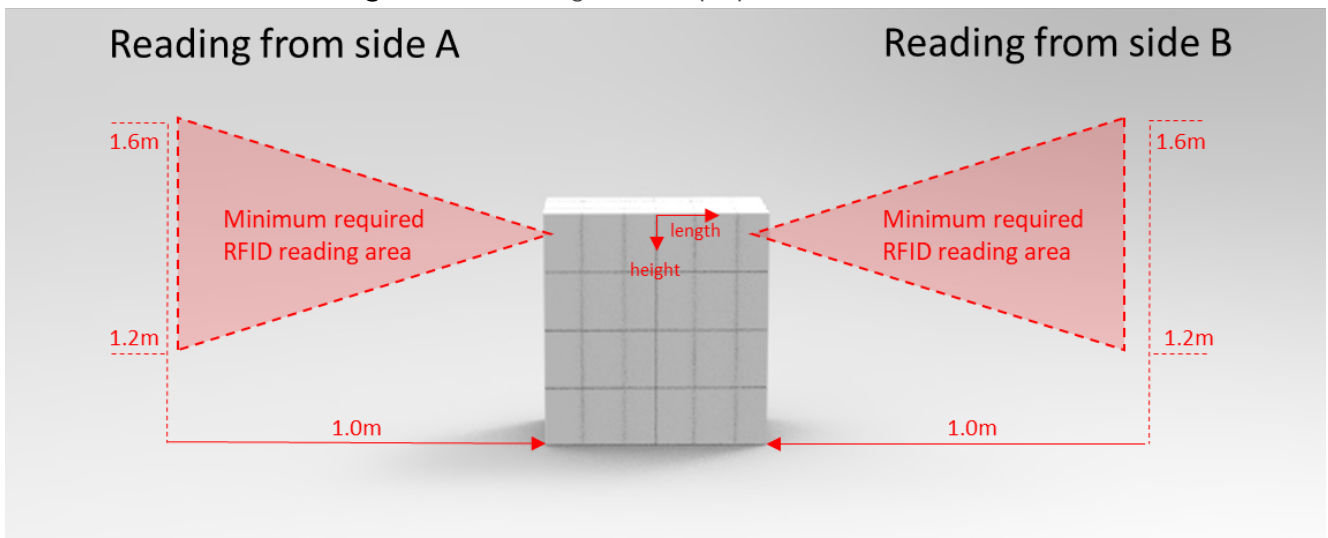 Reading from side A
Reading from side B
1.6m
1.6m
Minimum required
RFID reading area
length
height
Minimum required
RFID reading area
1.2m
1.2m
1.0m
1.0m